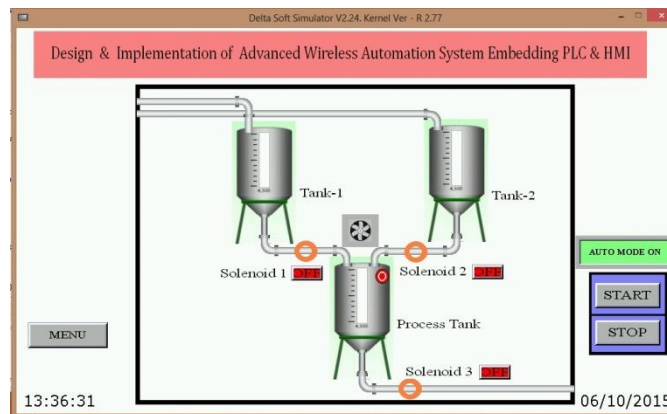 Delta Soft Simulator V2.24. Kernel Ver - R 2.77
Design & Implementation of Advanced Wireless Automation System Embedding PLC & HMI
Tank-1
Tank-2
Solenoid 1 OFF
Solenoid 2 OFF
AUTO MODE ON
START
Process Tank
STOP
MENU
Solenoid 3 OFF
13:36:31
06/10/2015